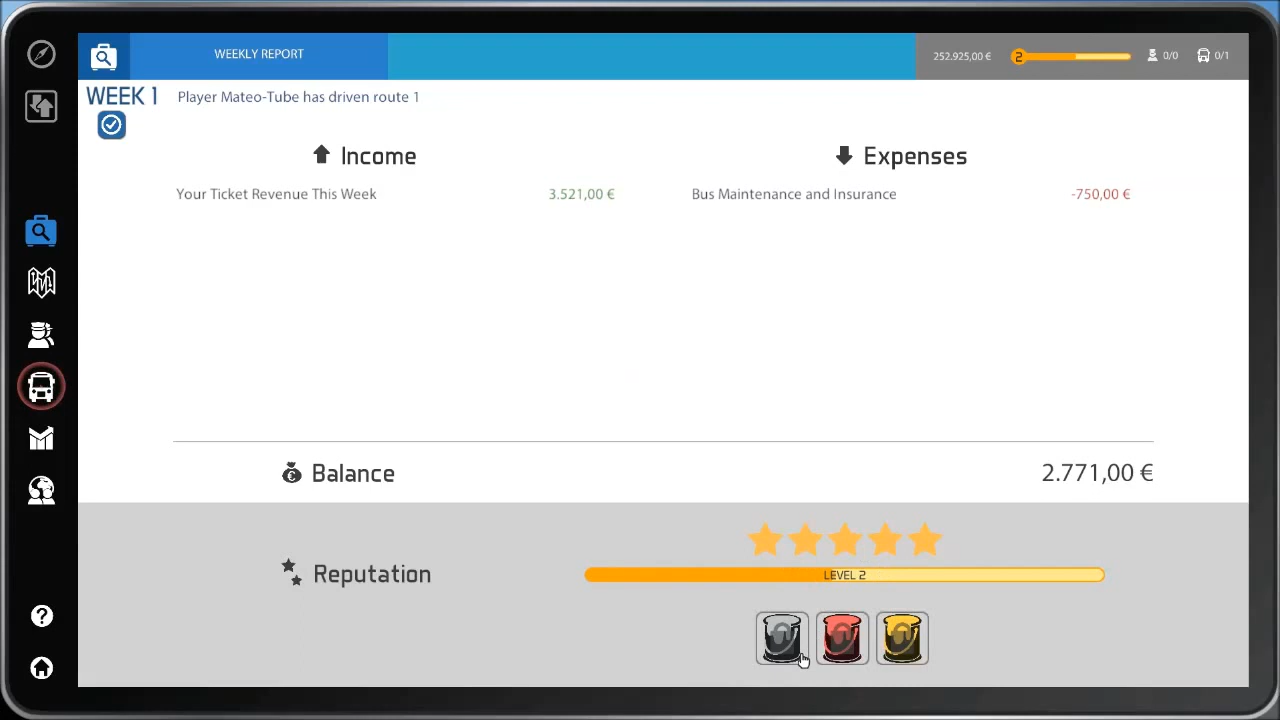 WEEKLY REPORT
252.925,00 €
2
0/0
0/1
WEEK 1
Player Mateo-Tube has driven route 1
Income
Expenses
Your Ticket Revenue This Week
3.521,00 €
Bus Maintenance and Insurance
-750,00 €
Balance
2.771,00 €
Reputation
LEVEL 2